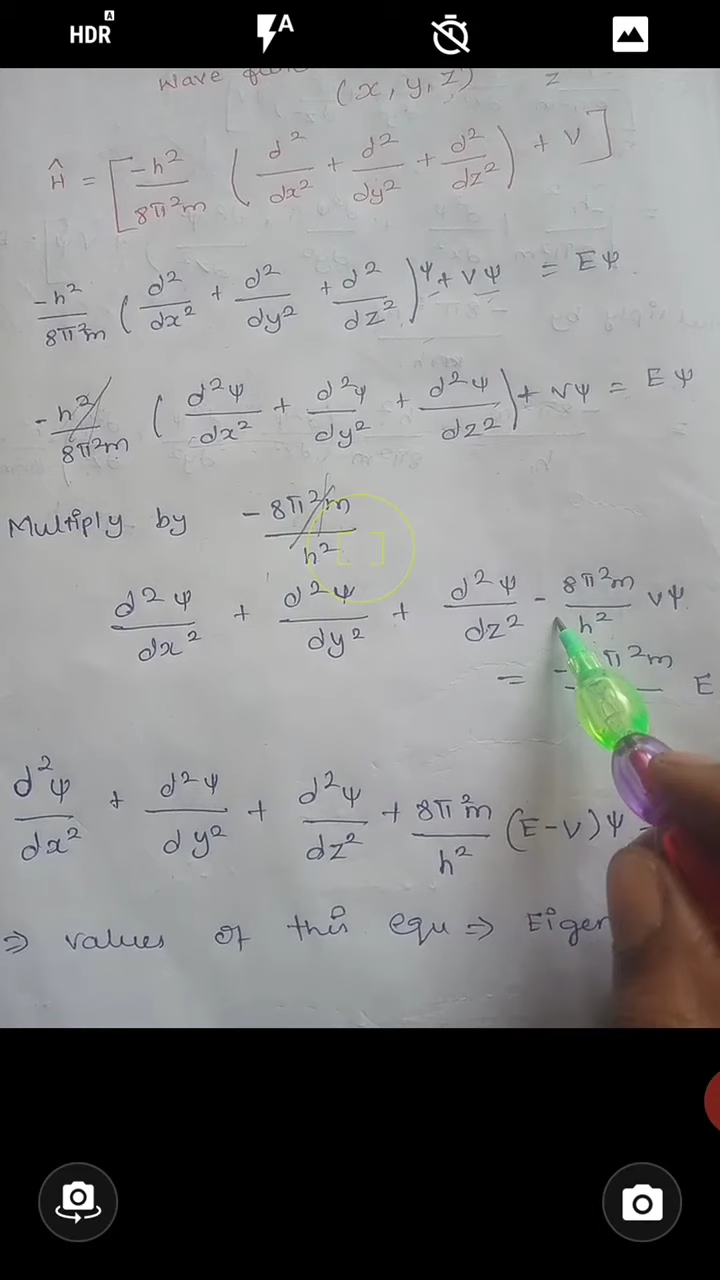 HDR A
A
Wave
(x, y, z) z
Ĥ = [ -h²/8π²m ( d²/dx² + d²/dy² + d²/dz² ) + V ]
-h²/8π²m ( d²/dx² + d²/dy² + d²/dz² ) ψ + Vψ = Eψ
-h²/8π²m ( d²ψ/dx² + d²ψ/dy² + d²ψ/dz² ) + Vψ = Eψ
Multiply by - 8π²m/h²
d²ψ/dx² + d²ψ/dy² + d²ψ/dz² - 8π²m/h² Vψ
= - π²m E
d²ψ/dx² + d²ψ/dy² + d²ψ/dz² + 8π²m/h² (E-V)ψ
⇒ values of this equ ⇒ Eigen